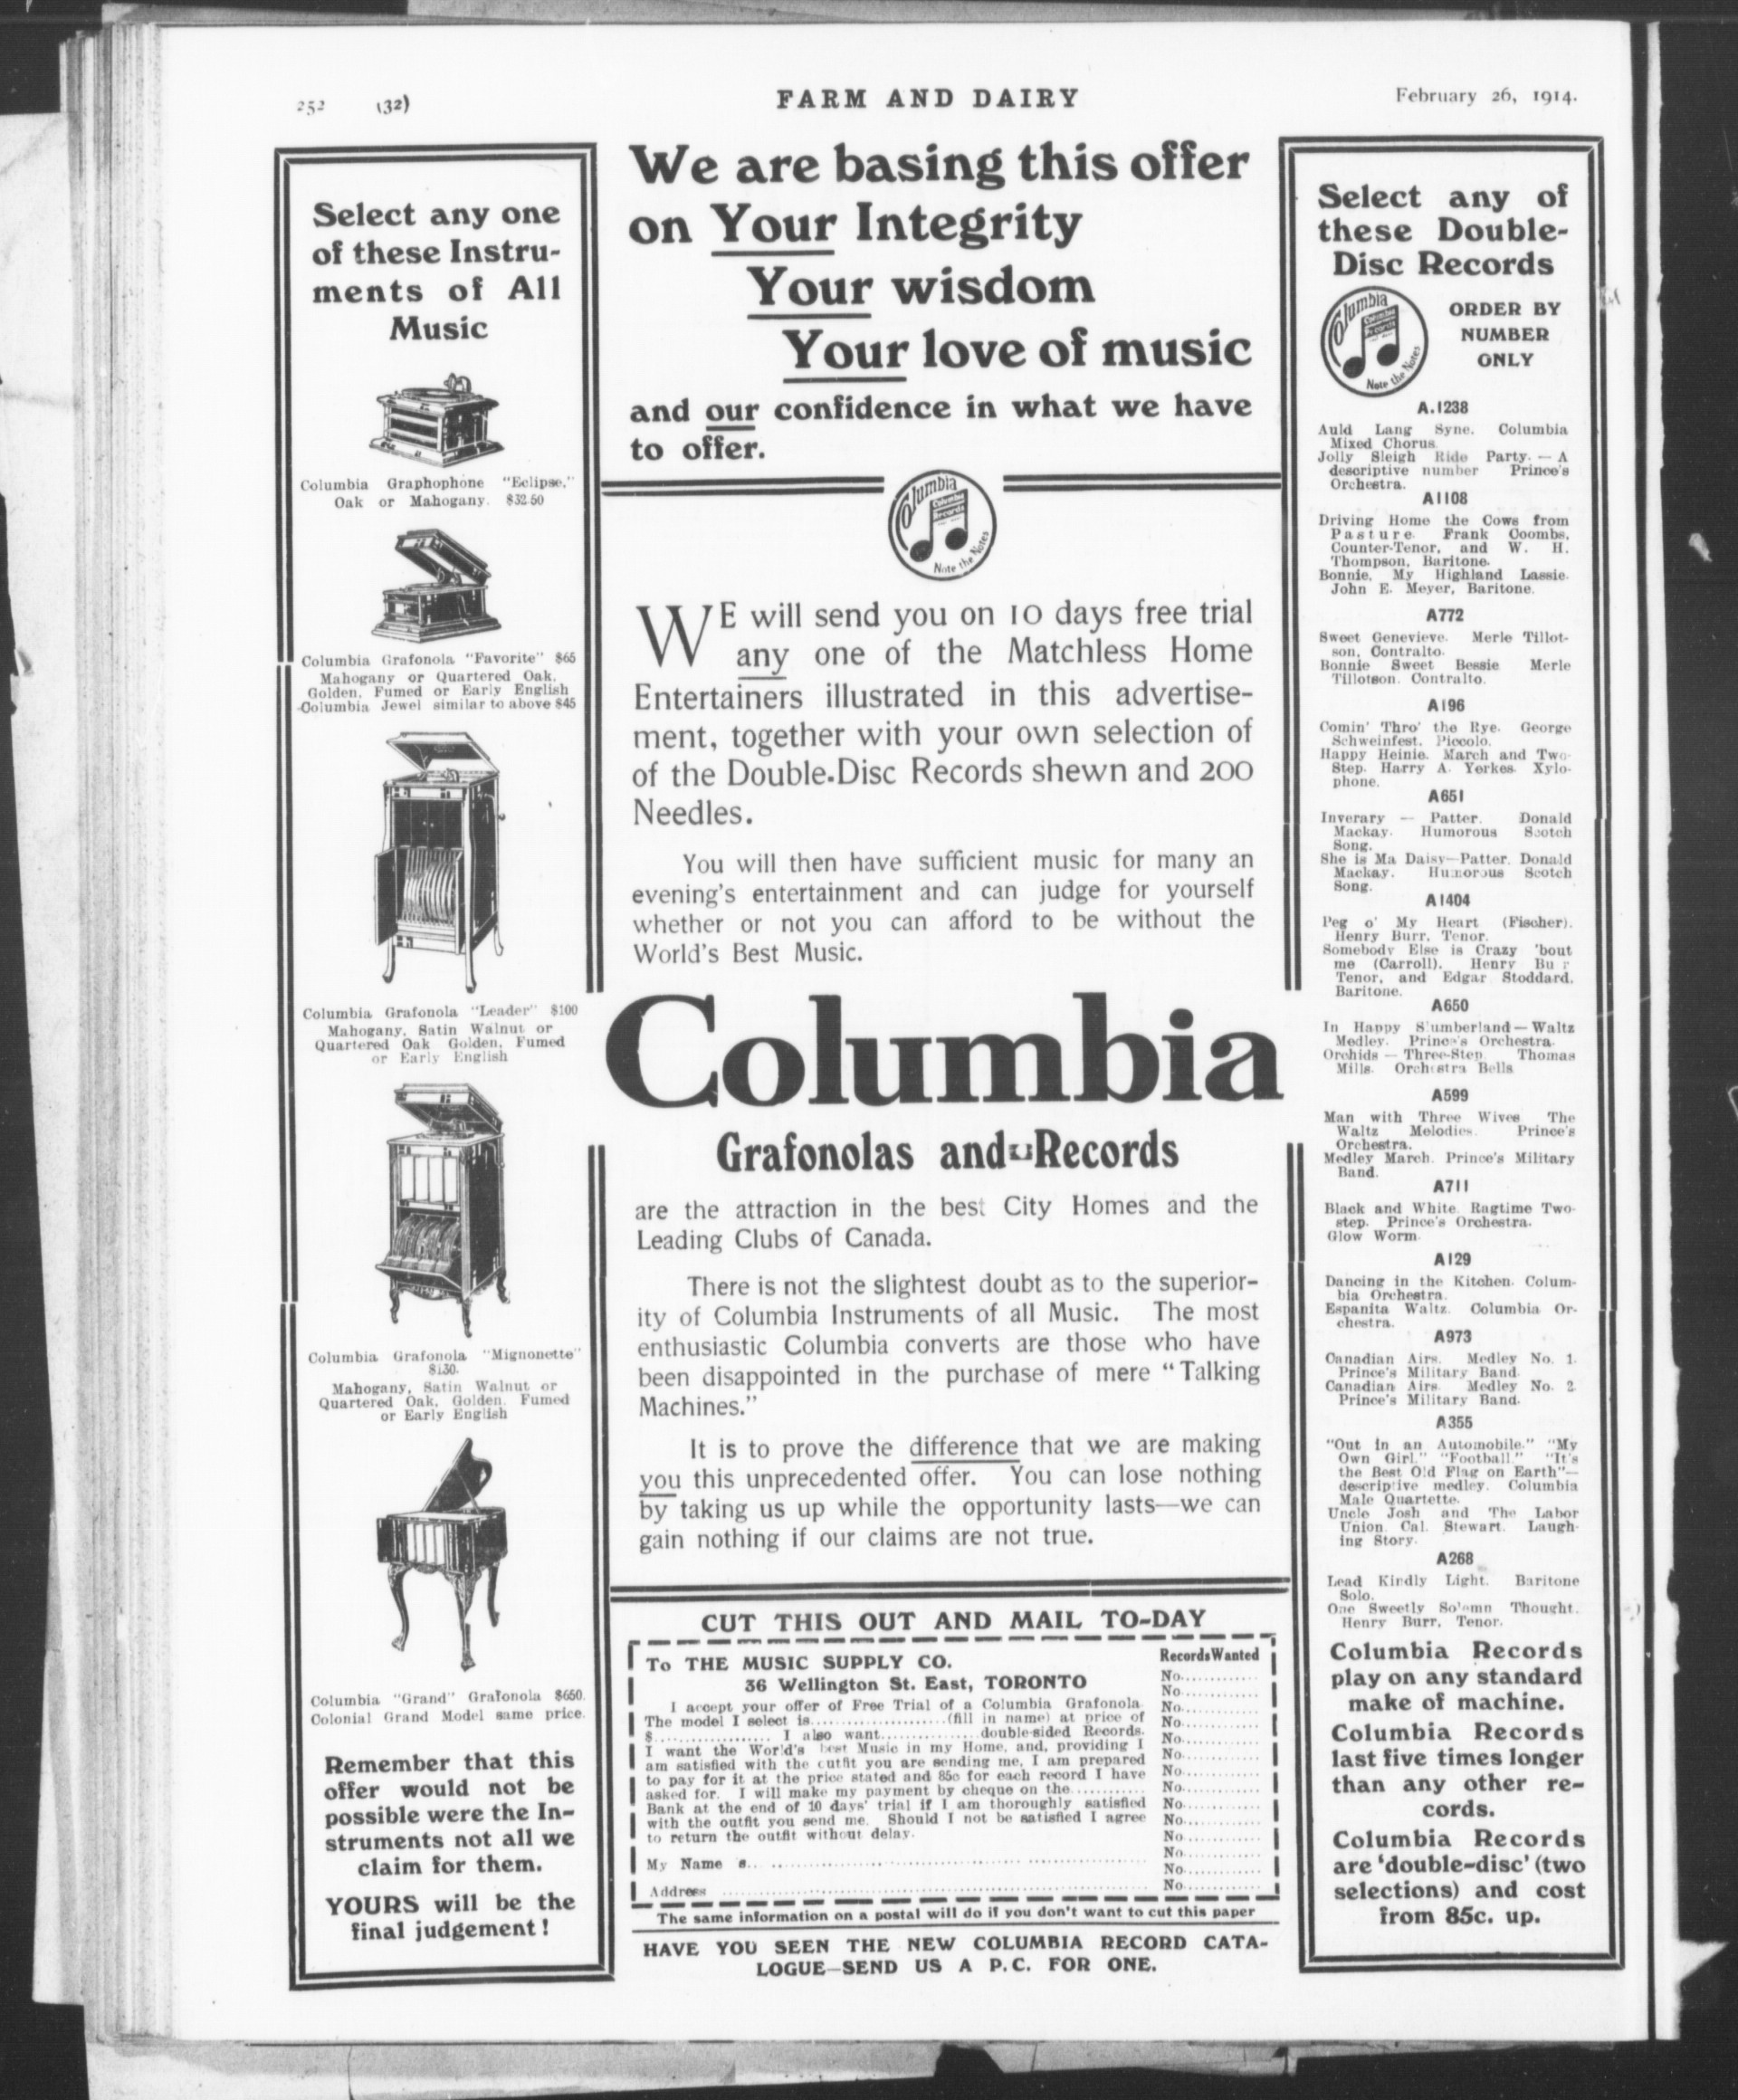 252 (32) FARM AND DAIRY February 26, 1914.
Select any one
of these Instru-
ments of All
Music
Columbia Graphophone "Eclipse,"
Oak or Mahogany. $32.50
Columbia Grafonola "Favorite" $65
Mahogany or Quartered Oak,
Golden, Fumed or Early English
Columbia Jewel similar to above $45
Columbia Grafonola "Leader" $100
Mahogany, Satin Walnut or
Quartered Oak Golden, Fumed
or Early English
Columbia Grafonola "Mignonette"
$130.
Mahogany, Satin Walnut or
Quartered Oak, Golden, Fumed
or Early English
Columbia "Grand" Grafonola $650.
Colonial Grand Model same price.
Remember that this
offer would not be
possible were the In-
struments not all we
claim for them.
YOURS will be the
final judgement!
We are basing this offer
on Your Integrity
Your wisdom
Your love of music
and our confidence in what we have
to offer.
Columbia
Columbia
Records
Note the Notes
WE will send you on 10 days free trial
any one of the Matchless Home
Entertainers illustrated in this advertise-
ment, together with your own selection of
of the Double-Disc Records shewn and 200
Needles.
You will then have sufficient music for many an
evening's entertainment and can judge for yourself
whether or not you can afford to be without the
World's Best Music.
Columbia
Grafonolas and Records
are the attraction in the best City Homes and the
Leading Clubs of Canada.
There is not the slightest doubt as to the superior-
ity of Columbia Instruments of all Music. The most
enthusiastic Columbia converts are those who have
been disappointed in the purchase of mere "Talking
Machines."
It is to prove the difference that we are making
you this unprecedented offer. You can lose nothing
by taking us up while the opportunity lasts—we can
gain nothing if our claims are not true.
CUT THIS OUT AND MAIL TO-DAY
To THE MUSIC SUPPLY CO.
36 Wellington St. East, TORONTO
I accept your offer of Free Trial of a Columbia Grafonola
The model I select is.....................(fill in name) at price of
$.................. I also want...............double-sided Records.
I want the World's best Music in my Home, and, providing I
am satisfied with the outfit you are sending me, I am prepared
to pay for it at the price stated and 85c for each record I have
asked for. I will make my payment by cheque on the............
Bank at the end of 10 days' trial if I am thoroughly satisfied
with the outfit you send me. Should I not be satisfied I agree
to return the outfit without delay.
My Name is..........................................................
Address ..........................................................
Records Wanted
No............
No............
No............
No............
No............
No............
No............
No............
No............
No............
No............
No............
No............
No............
The same information on a postal will do if you don't want to cut this paper
HAVE YOU SEEN THE NEW COLUMBIA RECORD CATA-
LOGUE—SEND US A P.C. FOR ONE.
Select any of
these Double-
Disc Records
Columbia
Columbia
Records
Note the Notes
ORDER BY
NUMBER
ONLY
A.1238
Auld Lang Syne. Columbia
Mixed Chorus.
Jolly Sleigh Ride Party. — A
descriptive number Prince's
Orchestra.
A1108
Driving Home the Cows from
Pasture. Frank Coombs,
Counter-Tenor, and W. H.
Thompson, Baritone.
Bonnie, My Highland Lassie.
John E. Meyer, Baritone.
A772
Sweet Genevieve. Merle Tillot-
son, Contralto.
Bonnie Sweet Bessie Merle
Tillotson. Contralto.
A196
Comin' Thro' the Rye. George
Schweinfest. Piccolo.
Happy Heinie. March and Two-
Step. Harry A. Yerkes. Xylo-
phone.
A651
Inverary — Patter. Donald
Mackay. Humorous Scotch
Song.
She is Ma Daisy—Patter. Donald
Mackay. Humorous Scotch
Song.
A1404
Peg o' My Heart (Fischer).
Henry Burr. Tenor.
Somebody Else is Crazy 'bout
me (Carroll). Henry Bu r
Tenor, and Edgar Stoddard,
Baritone.
A650
In Happy Slumberland—Waltz
Medley. Prince's Orchestra.
Orchids — Three-Step. Thomas
Mills. Orchestra Bells
A599
Man with Three Wives The
Waltz Melodies. Prince's
Orchestra.
Medley March. Prince's Military
Band.
A711
Black and White. Ragtime Two-
step. Prince's Orchestra.
Glow Worm.
A129
Dancing in the Kitchen. Colum-
bia Orchestra.
Espanita Waltz. Columbia Or-
chestra.
A973
Canadian Airs. Medley No. 1.
Prince's Military Band.
Canadian Airs. Medley No. 2.
Prince's Military Band.
A355
"Out in an Automobile." "My
Own Girl." "Football." "It's
the Best Old Flag on Earth"—
descriptive medley. Columbia
Male Quartette.
Uncle Josh and The Labor
Union. Cal. Stewart. Laugh-
ing Story.
A268
Lead Kindly Light. Baritone
Solo.
One Sweetly Solemn Thought.
Henry Burr, Tenor.
Columbia Records
play on any standard
make of machine.
Columbia Records
last five times longer
than any other re-
cords.
Columbia Records
are 'double-disc' (two
selections) and cost
from 85c. up.